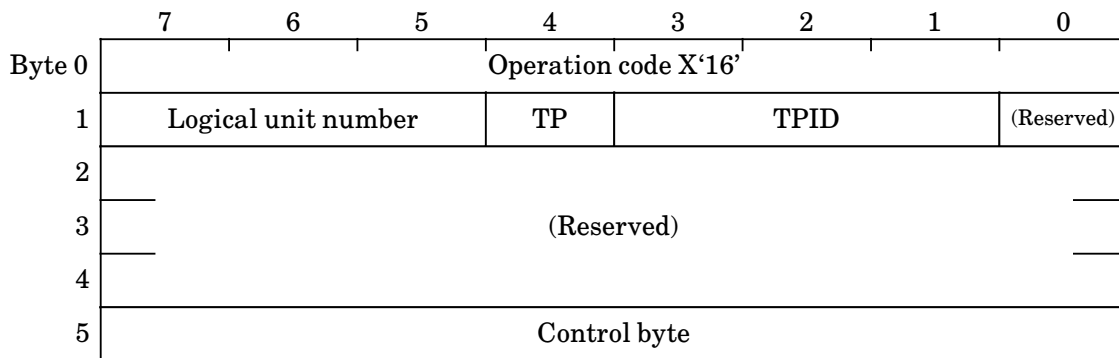 7 6 5 4 3 2 1 0
Byte 0 Operation code X‘16’
1 Logical unit number TP TPID (Reserved)
2
3 (Reserved)
4
5 Control byte